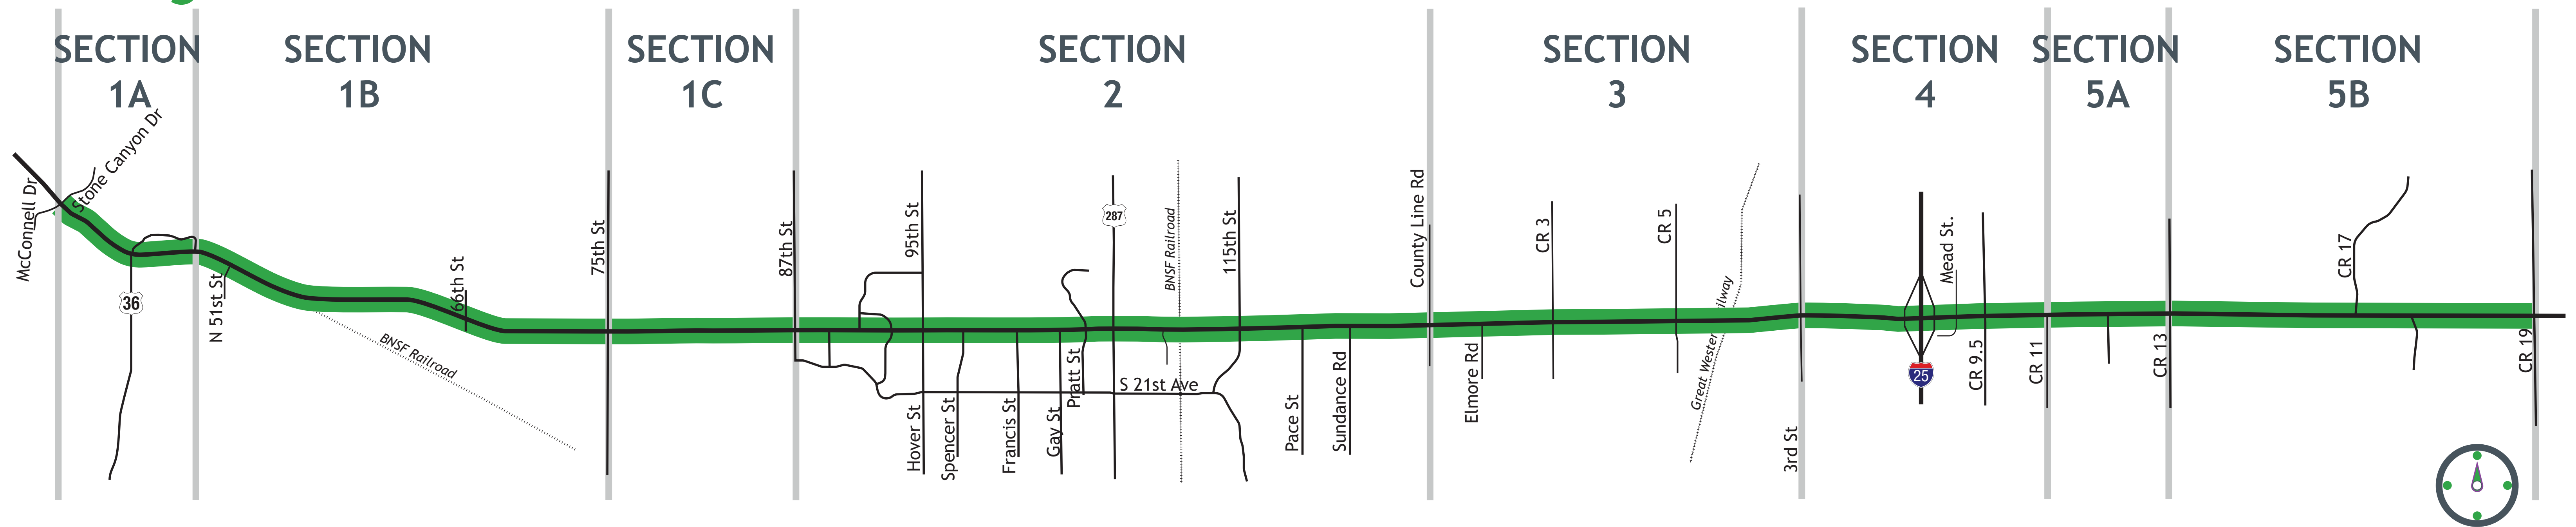 SECTION
1A
SECTION
1B
SECTION
1C
SECTION
2
SECTION
3
SECTION
4
SECTION
5A
SECTION
5B
McConnell Dr
Stone Canyon Dr
36
N 51st St
BNSF Railroad
66th St
75th St
87th St
95th St
Hover St
Spencer St
Francis St
Gay St
Pratt St
287
S 21st Ave
BNSF Railroad
115th St
Pace St
Sundance Rd
County Line Rd
Elmore Rd
CR 3
CR 5
Great Western Railway
3rd St
25
Mead St.
CR 9.5
CR 11
CR 13
CR 17
CR 19